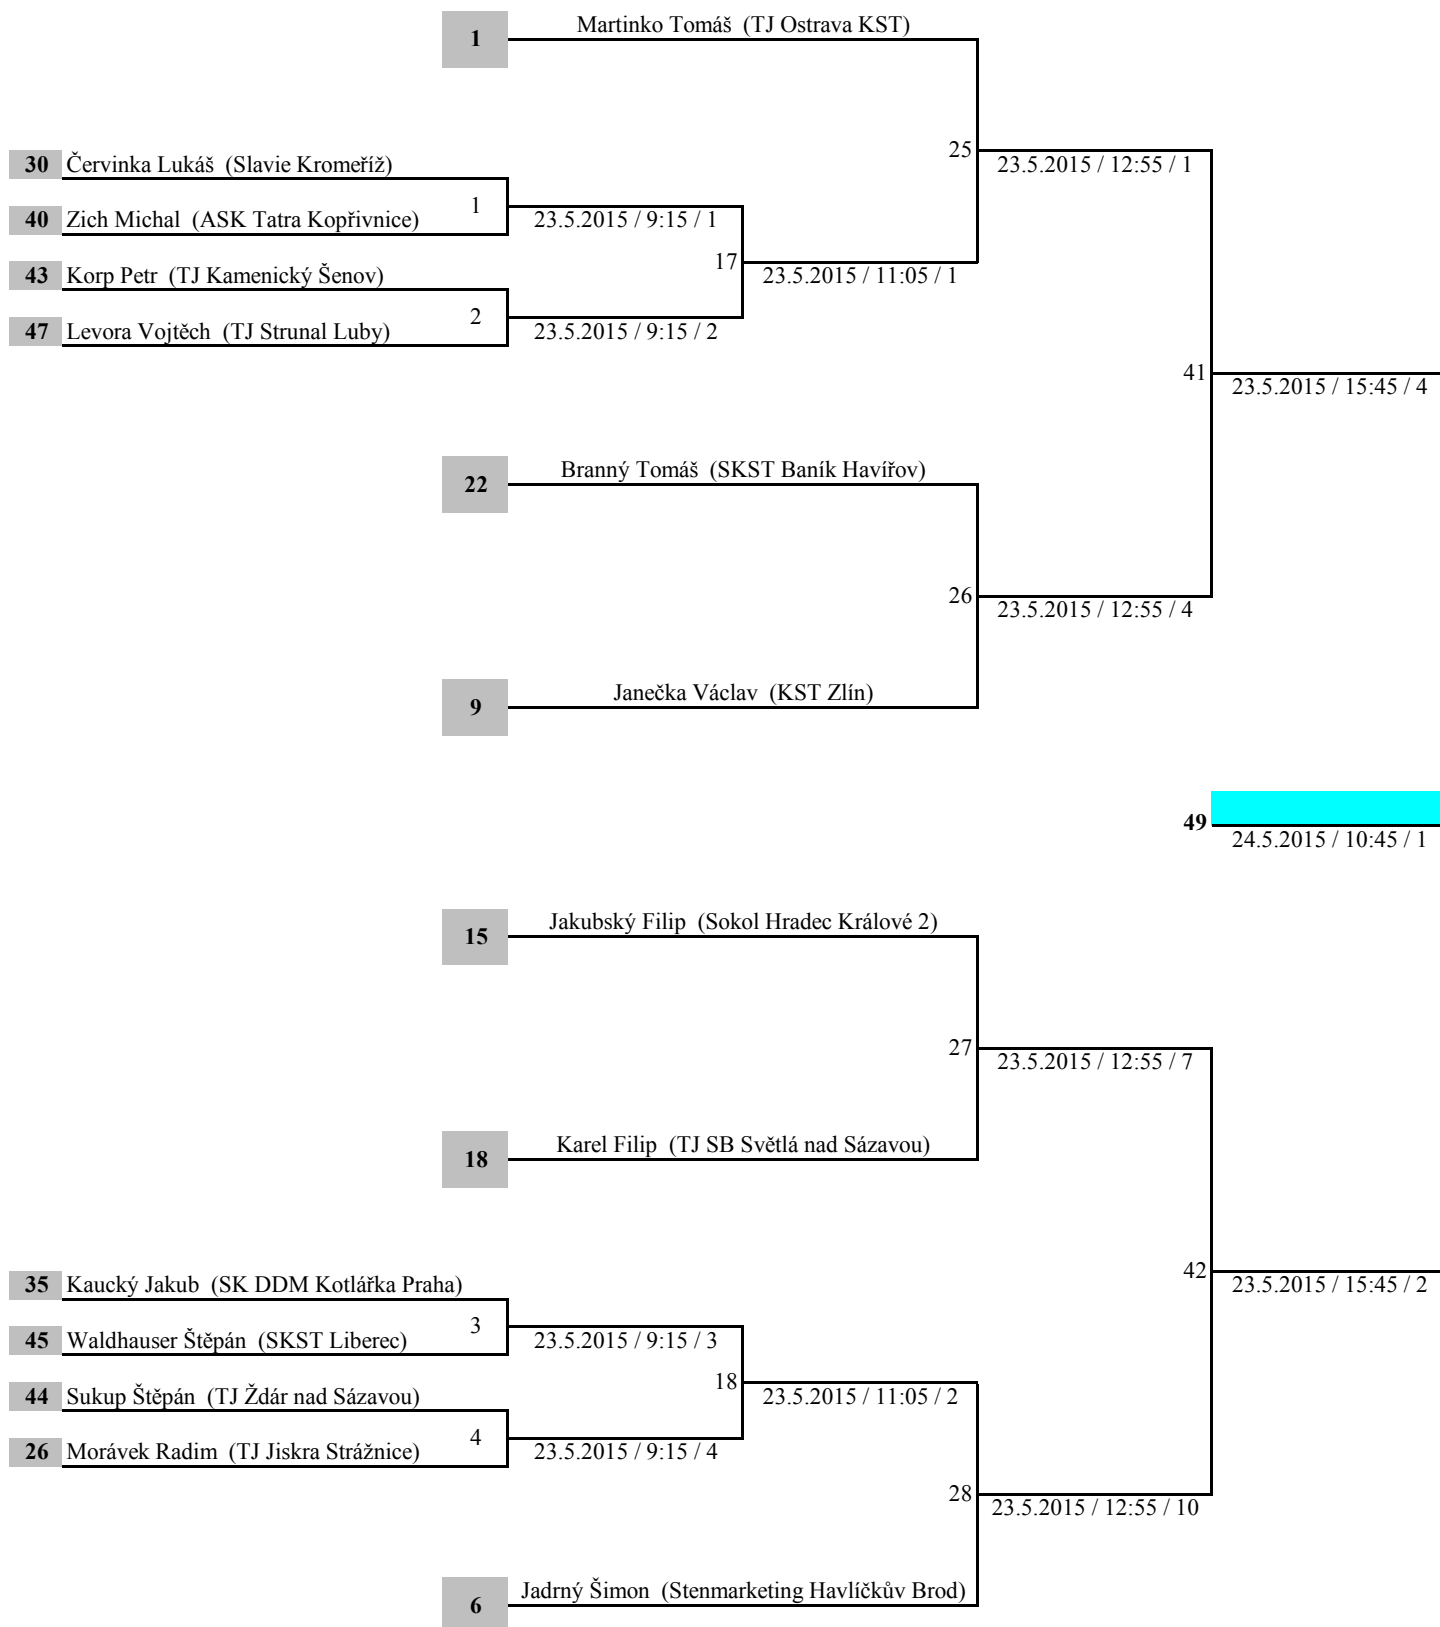 1 Martinko Tomáš (TJ Ostrava KST)
25 23.5.2015 / 12:55 / 1
30 Červinka Lukáš (Slavie Kromeříž)
1 23.5.2015 / 9:15 / 1
40 Zich Michal (ASK Tatra Kopřivnice)
17 23.5.2015 / 11:05 / 1
43 Korp Petr (TJ Kamenický Šenov)
2 23.5.2015 / 9:15 / 2
47 Levora Vojtěch (TJ Strunal Luby)
41 23.5.2015 / 15:45 / 4
22 Branný Tomáš (SKST Baník Havířov)
26 23.5.2015 / 12:55 / 4
9 Janečka Václav (KST Zlín)
49 24.5.2015 / 10:45 / 1
15 Jakubský Filip (Sokol Hradec Králové 2)
27 23.5.2015 / 12:55 / 7
18 Karel Filip (TJ SB Světlá nad Sázavou)
42 23.5.2015 / 15:45 / 2
35 Kaucký Jakub (SK DDM Kotlářka Praha)
3 23.5.2015 / 9:15 / 3
45 Waldhauser Štěpán (SKST Liberec)
18 23.5.2015 / 11:05 / 2
44 Sukup Štěpán (TJ Ždár nad Sázavou)
4 23.5.2015 / 9:15 / 4
26 Morávek Radim (TJ Jiskra Strážnice)
28 23.5.2015 / 12:55 / 10
6 Jadrný Šimon (Stenmarketing Havlíčkův Brod)